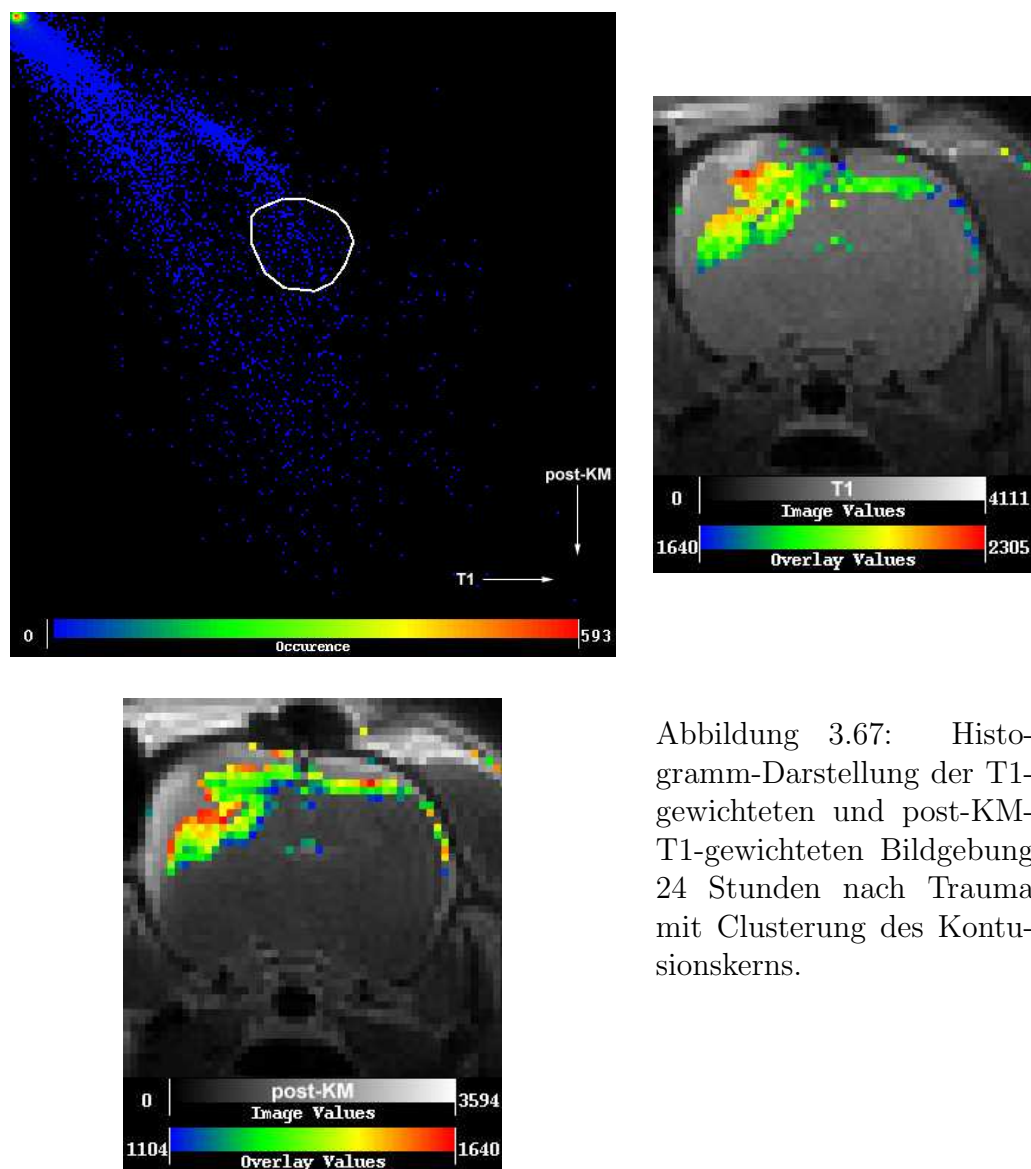 post-KM
T1
0
593
Occurence
T1
0
4111
Image Values
1640
2305
Overlay Values
post-KM
0
3594
Image Values
1104
1640
Overlay Values
Abbildung 3.67: Histo-
gramm-Darstellung der T1-
gewichteten und post-KM-
T1-gewichteten Bildgebung
24 Stunden nach Trauma
mit Clusterung des Kontu-
sionskerns.